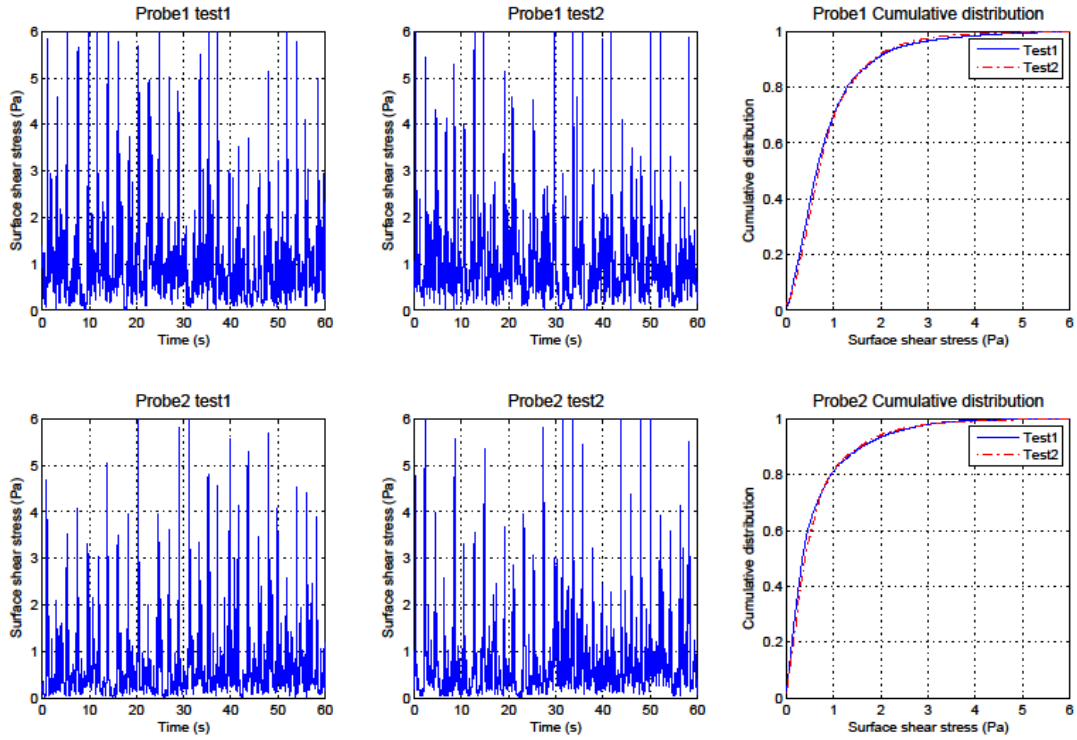 Probe1 test1
Probe1 test2
Probe1 Cumulative distribution
Surface shear stress (Pa)
6
5
4
3
2
1
0
0 10 20 30 40 50 60
Time (s)
Surface shear stress (Pa)
6
5
4
3
2
1
0
0 10 20 30 40 50 60
Time (s)
Cumulative distribution
1
0.8
0.6
0.4
0.2
0
0 1 2 3 4 5 6
Surface shear stress (Pa)
Test1
Test2
Probe2 test1
Probe2 test2
Probe2 Cumulative distribution
Surface shear stress (Pa)
6
5
4
3
2
1
0
0 10 20 30 40 50 60
Time (s)
Surface shear stress (Pa)
6
5
4
3
2
1
0
0 10 20 30 40 50 60
Time (s)
Cumulative distribution
1
0.8
0.6
0.4
0.2
0
0 1 2 3 4 5 6
Surface shear stress (Pa)
Test1
Test2